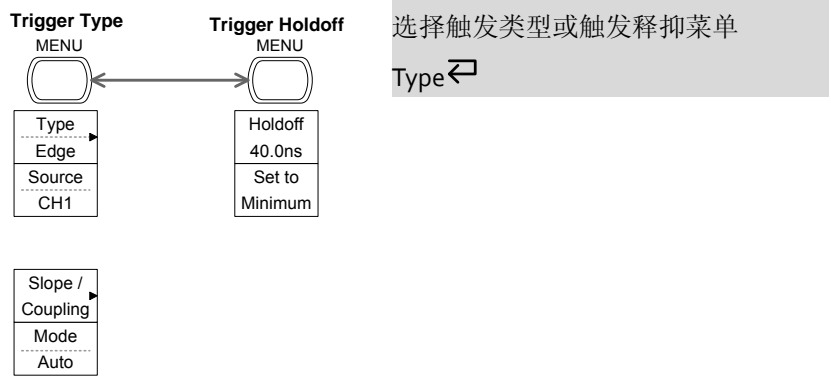 Trigger Type
MENU
Type
Edge
Source
CH1
Slope /
Coupling
Mode
Auto
Trigger Holdoff
MENU
Holdoff
40.0ns
Set to
Minimum
选择触发类型或触发释抑菜单
Type